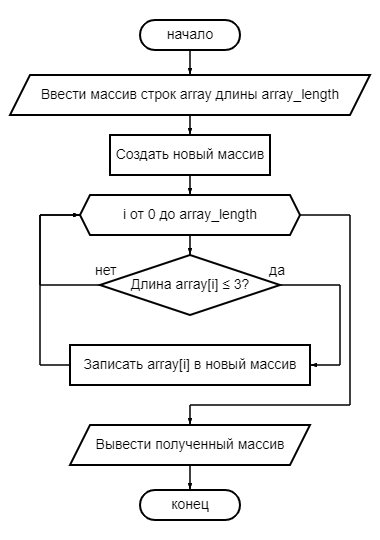 начало
Ввести массив строк array длины array_length
Создать новый массив
i от 0 до array_length
нет
да
Длина array[i] ≤ 3?
Записать array[i] в новый массив
Вывести полученный массив
конец